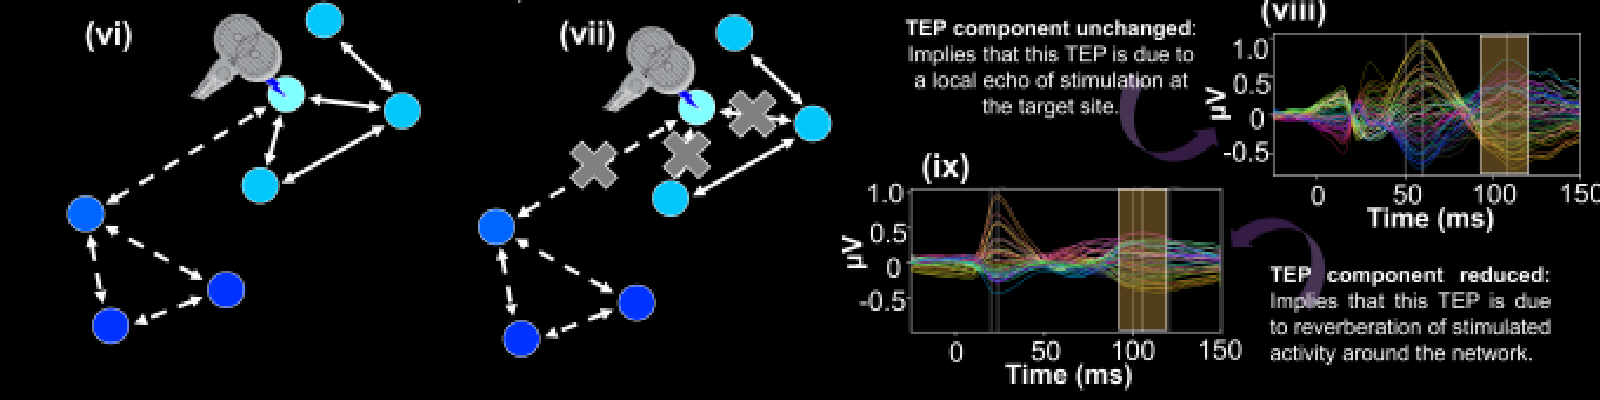 (vi)
(vii)
TEP component unchanged:
Implies that this TEP is due to
a local echo of stimulation at
the target site.
(viii)
1.0
0.5
0
-0.5
µV
0 50 100 150
Time (ms)
(ix)
1.0
0.5
0
-0.5
µV
0 50 100 150
Time (ms)
TEP component reduced:
Implies that this TEP is due
to reverberation of stimulated
activity around the network.